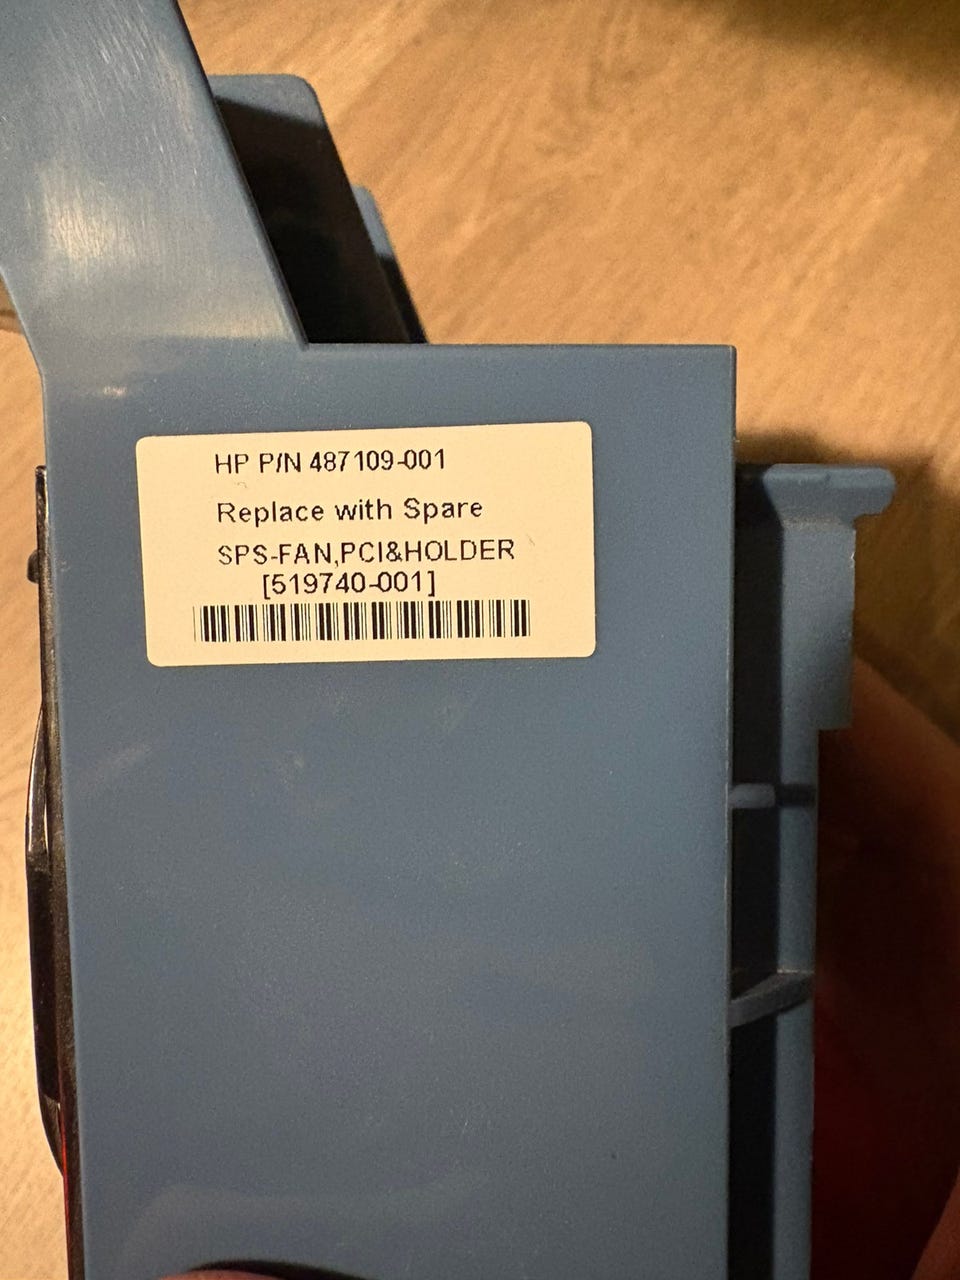 HP P/N 487109-001
Replace with Spare
SPS-FAN,PCI&HOLDER
[519740-001]